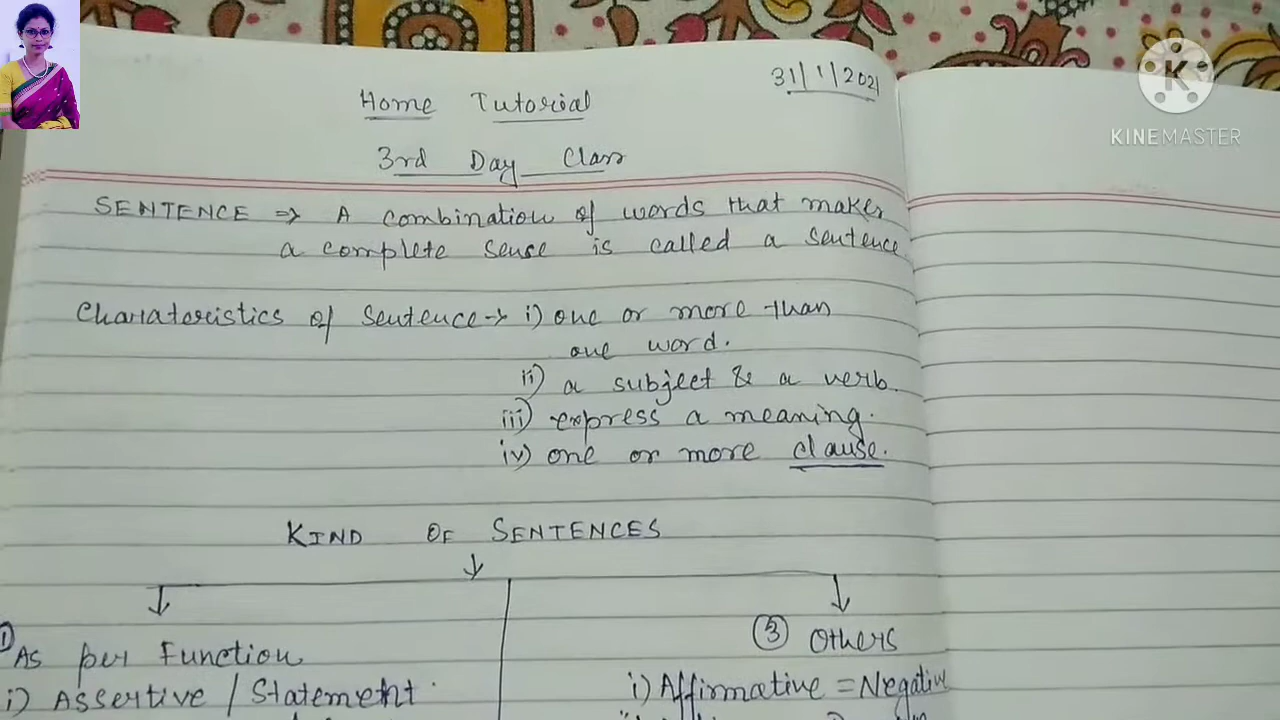 31/1/2021
KINEMASTER
Home Tutorial
3rd Day Class
SENTENCE => A combination of words that makes
a complete sense is called a sentence.
Charateristics of Sentence → i) one or more than
one word.
ii) a subject & a verb.
iii) express a meaning.
iv) one or more clause.
KIND OF SENTENCES
① As per Function
i) Assertive / Statement
③ Others
i) Affirmative = Negative